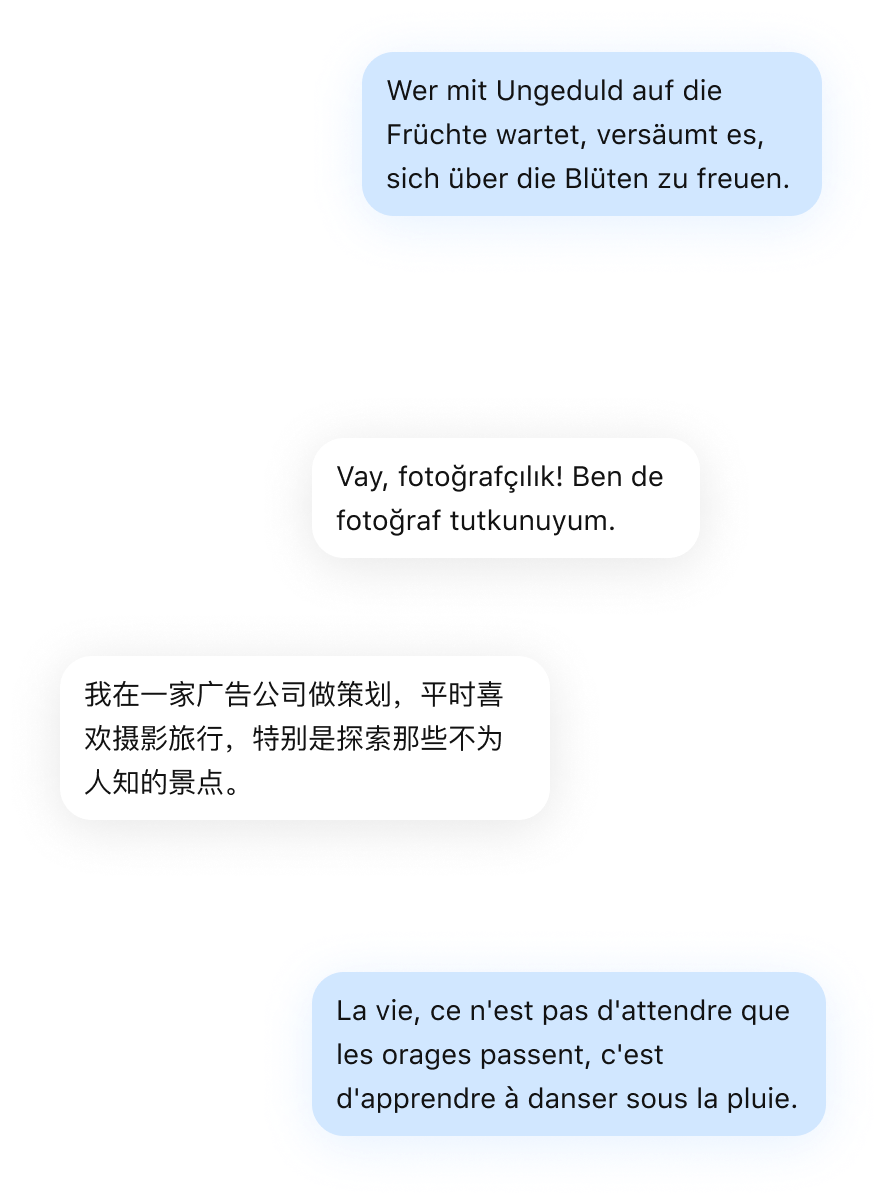 Wer mit Ungeduld auf die
Früchte wartet, versäumt es,
sich über die Blüten zu freuen.
Vay, fotoğrafçılık! Ben de
fotoğraf tutkunuyum.
我在一家广告公司做策划，平时喜
欢摄影旅行，特别是探索那些不为
人知的景点。
La vie, ce n'est pas d'attendre que
les orages passent, c'est
d'apprendre à danser sous la pluie.